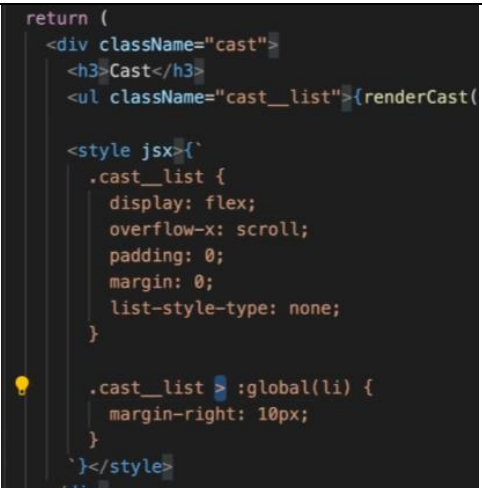 return (
<div className="cast">
<h3>Cast</h3>
<ul className="cast__list">{renderCast(
<style jsx>{`
.cast__list {
display: flex;
overflow-x: scroll;
padding: 0;
margin: 0;
list-style-type: none;
}
.cast__list > :global(li) {
margin-right: 10px;
}
`}</style>